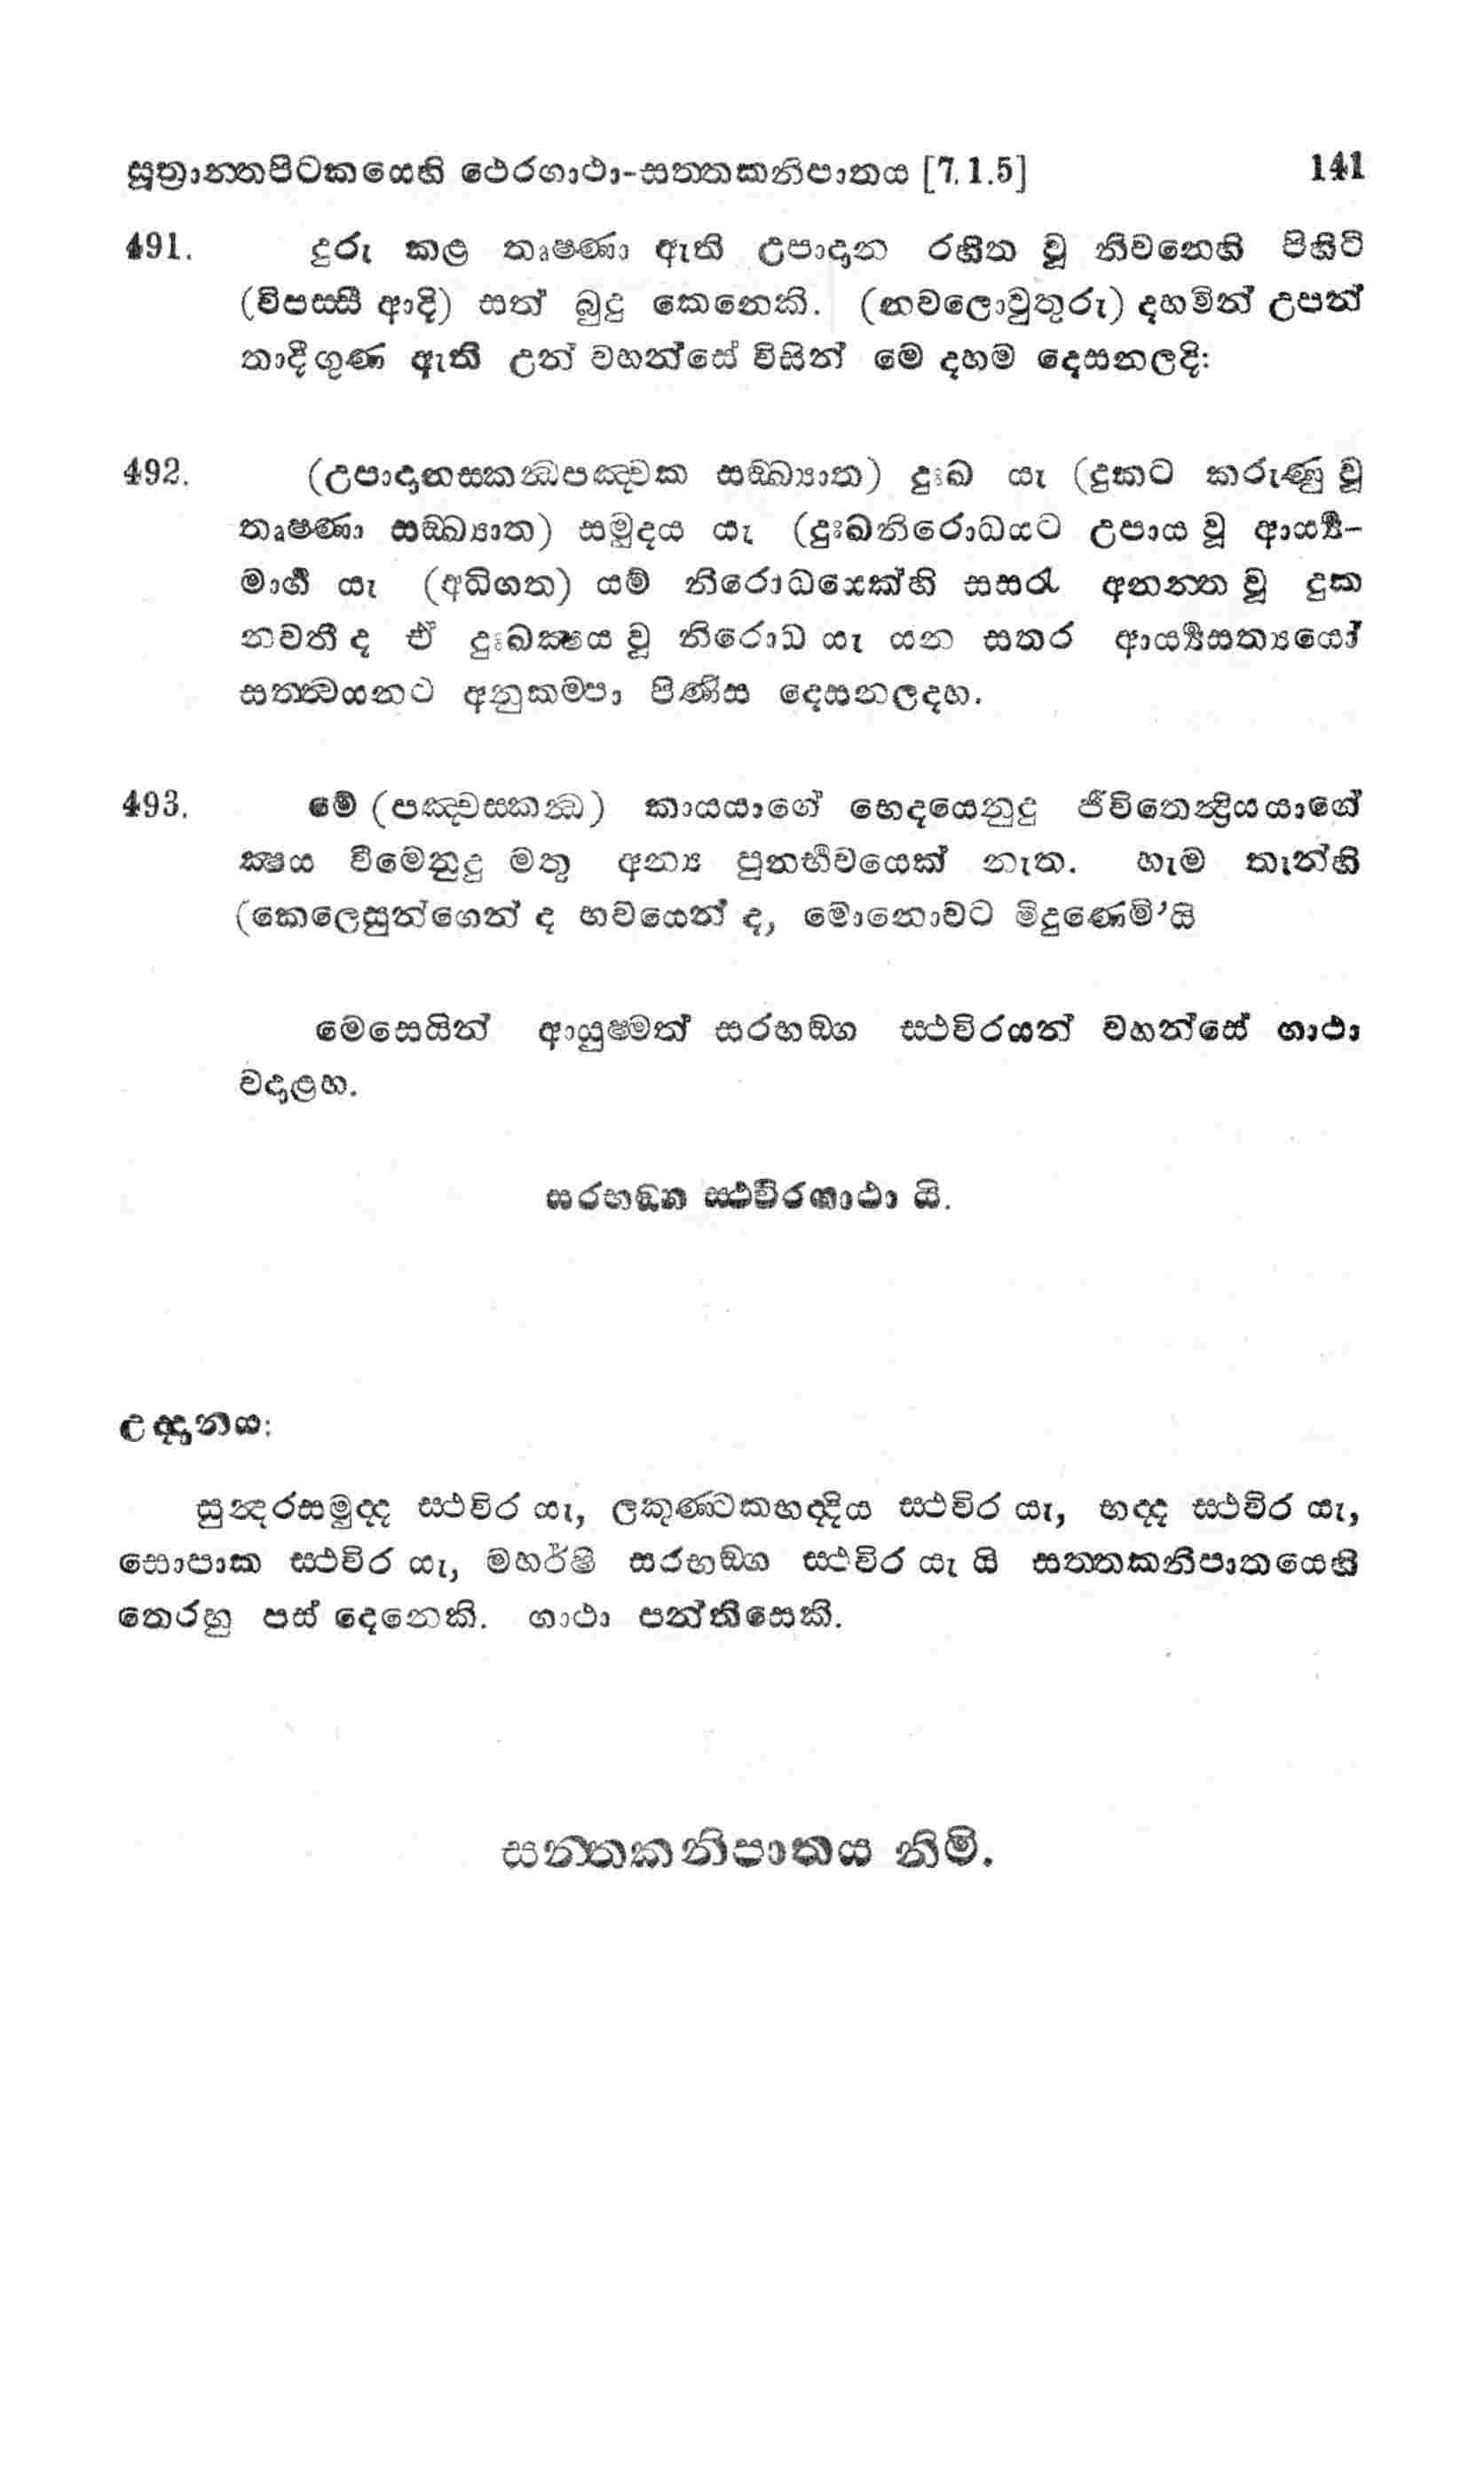 සූත්‍රාන්තපිටකයෙහි ථෙරගාථා-සත්තකනිපාතය [7.1.5] 141
491. දුරු කළ තෘෂ්ණා ඇති උපාදාන රහිත වූ නිවනෙහි පිහිටි
(විපස්සී ආදි) සත් බුදු කෙනෙකි. (නවලොවුතුරු) දහමින් උපන්
තාදීගුණ ඇති උන් වහන්සේ විසින් මෙ දහම දෙසනලදි:
492. (උපාදානස්කන්ධපඤ්චක සඞ්ඛ්‍යාත) දුඃඛ යැ (දුකට කරුණු වූ
තෘෂ්ණා සඞ්ඛ්‍යාත) සමුදය යැ (දුඃඛනිරොධයට උපාය වූ ආර්‍ය්‍ය-
මාර්ග යැ (අධිගත) යම් නිරොධයෙක්හි සසරැ අනන්ත වූ දුක
නවතී ද ඒ දුඃඛක්ෂය වූ නිරොධ යැ යන සතර ආර්‍ය්‍යසත්‍යයෝ
සත්ත්වයනට අනුකම්පා පිණිස දෙසනලදහ.
493. මේ (පඤ්චස්කන්ධ) කායයාගේ භෙදයෙනුදු ජීවිතෙන්ද්‍රියයාගේ
ක්ෂය වීමෙනුදු මතු අන්‍ය පුනර්භවයෙක් නැත. හැම තැන්හි
(කෙලෙසුන්ගෙන් ද භවයෙන් ද, මොනොවට මිදුණෙමි’යි
මෙසෙයින් ආයුෂ්මත් සරභඞ්ග ස්ථවිරයන් වහන්සේ ගාථා
වදාළහ.
සරභඞ්ග ස්ථවිරගාථා යි.
උද්දානය:
සුන්දරසමුද්ද ස්ථවිර යැ, ලකුණ්ටකභද්දිය ස්ථවිර යැ, භද්ද ස්ථවිර යැ,
සොපාක ස්ථවිර යැ, මහර්ෂි සරභඞ්ග ස්ථවිර යැ යි සත්තකනිපාතයෙහි
තෙරහු පස් දෙනෙකි. ගාථා පන්තිසෙකි.
සත්තකනිපාතය නිමි.